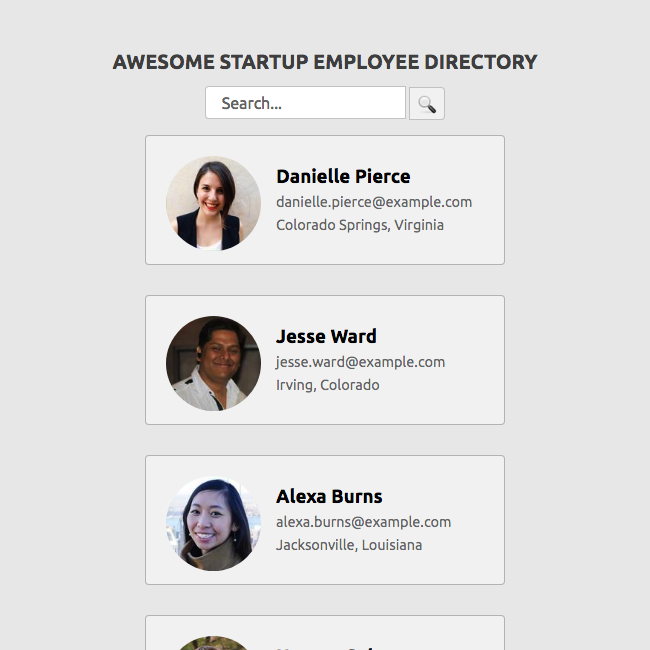 AWESOME STARTUP EMPLOYEE DIRECTORY
Search...
Danielle Pierce
danielle.pierce@example.com
Colorado Springs, Virginia
Jesse Ward
jesse.ward@example.com
Irving, Colorado
Alexa Burns
alexa.burns@example.com
Jacksonville, Louisiana